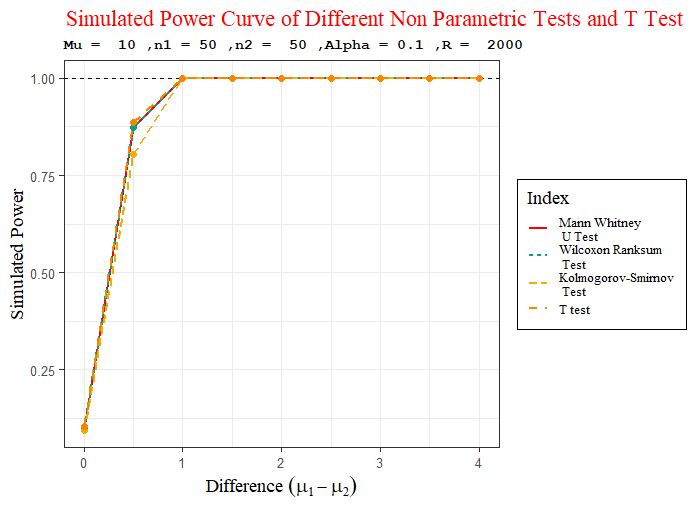 Simulated Power Curve of Different Non Parametric Tests and T Test
Mu =  10 ,n1 = 50 ,n2 =  50 ,Alpha = 0.1 ,R =  2000
1.00
0.75
0.50
0.25
Simulated Power
0 1 2 3 4
Difference (μ1 – μ2)
Index
Mann Whitney
U Test
Wilcoxon Ranksum
Test
Kolmogorov-Smirnov
Test
T test